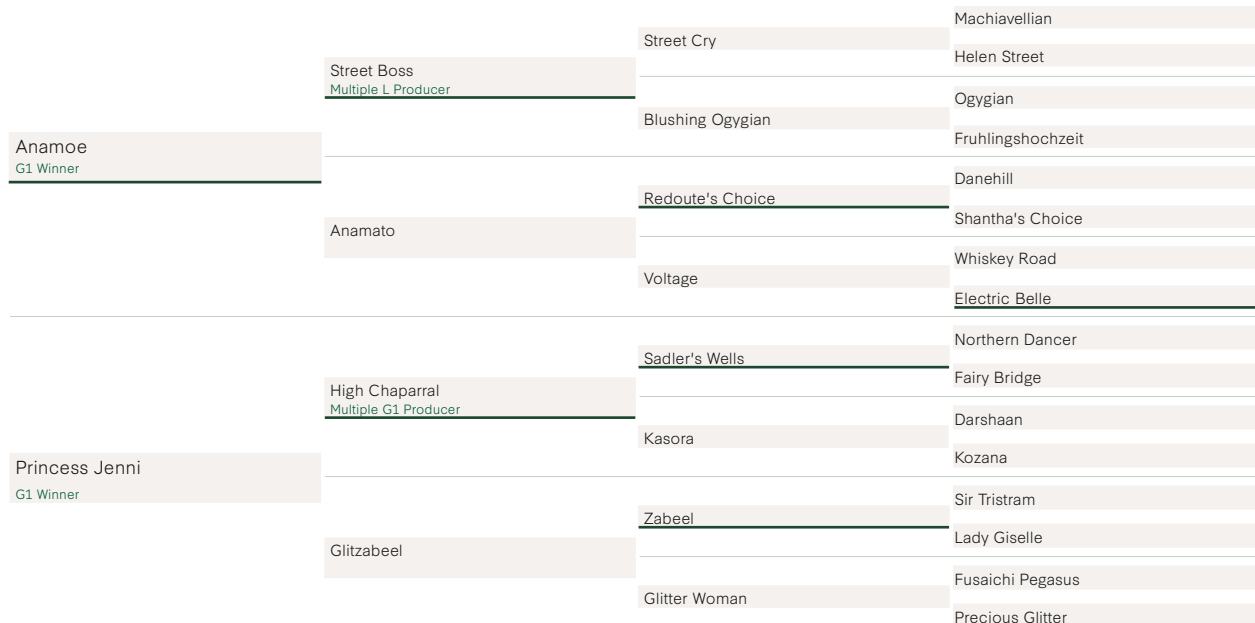 Anamoe
G1 Winner
Princess Jenni
G1 Winner
Street Boss
Multiple L Producer
Anamato
High Chaparral
Multiple G1 Producer
Glitzabeel
Street Cry
Blushing Ogygian
Redoute's Choice
Voltage
Sadler's Wells
Kasora
Zabeel
Glitter Woman
Machiavellian
Helen Street
Ogygian
Fruhlingshochzeit
Danehill
Shantha's Choice
Whiskey Road
Electric Belle
Northern Dancer
Fairy Bridge
Darshaan
Kozana
Sir Tristram
Lady Giselle
Fusaichi Pegasus
Precious Glitter